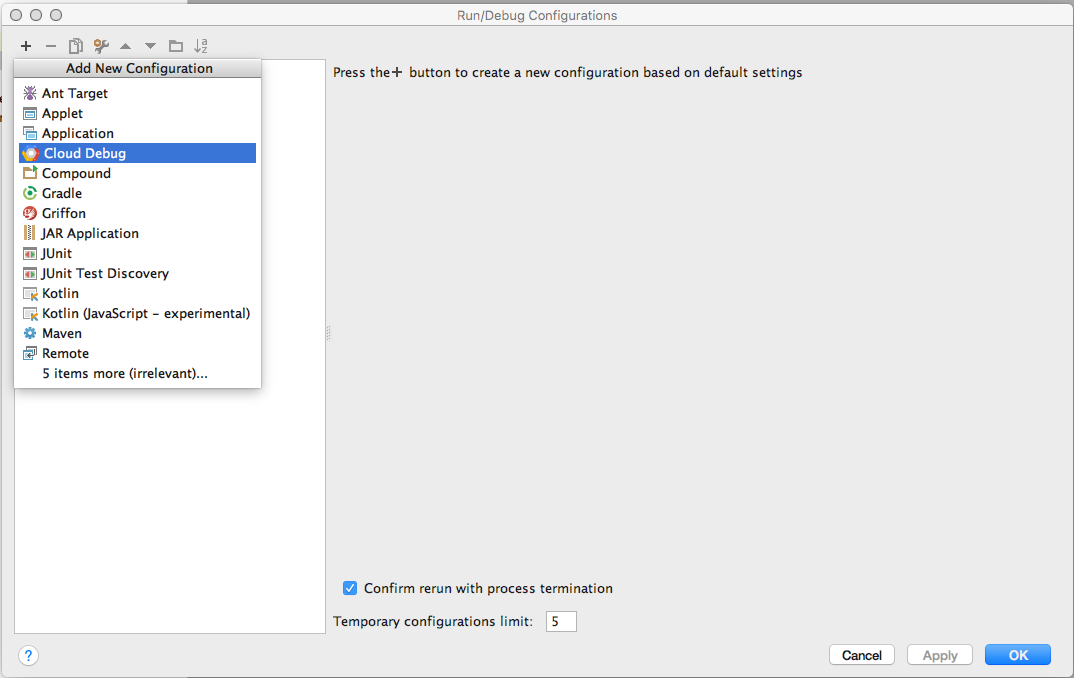 Run/Debug Configurations
Add New Configuration
Press the + button to create a new configuration based on default settings
Ant Target
Applet
Application
Cloud Debug
Compound
Gradle
Griffon
JAR Application
JUnit
JUnit Test Discovery
Kotlin
Kotlin (JavaScript – experimental)
Maven
Remote
5 items more (irrelevant)...
Confirm rerun with process termination
Temporary configurations limit: 5
? Cancel Apply OK